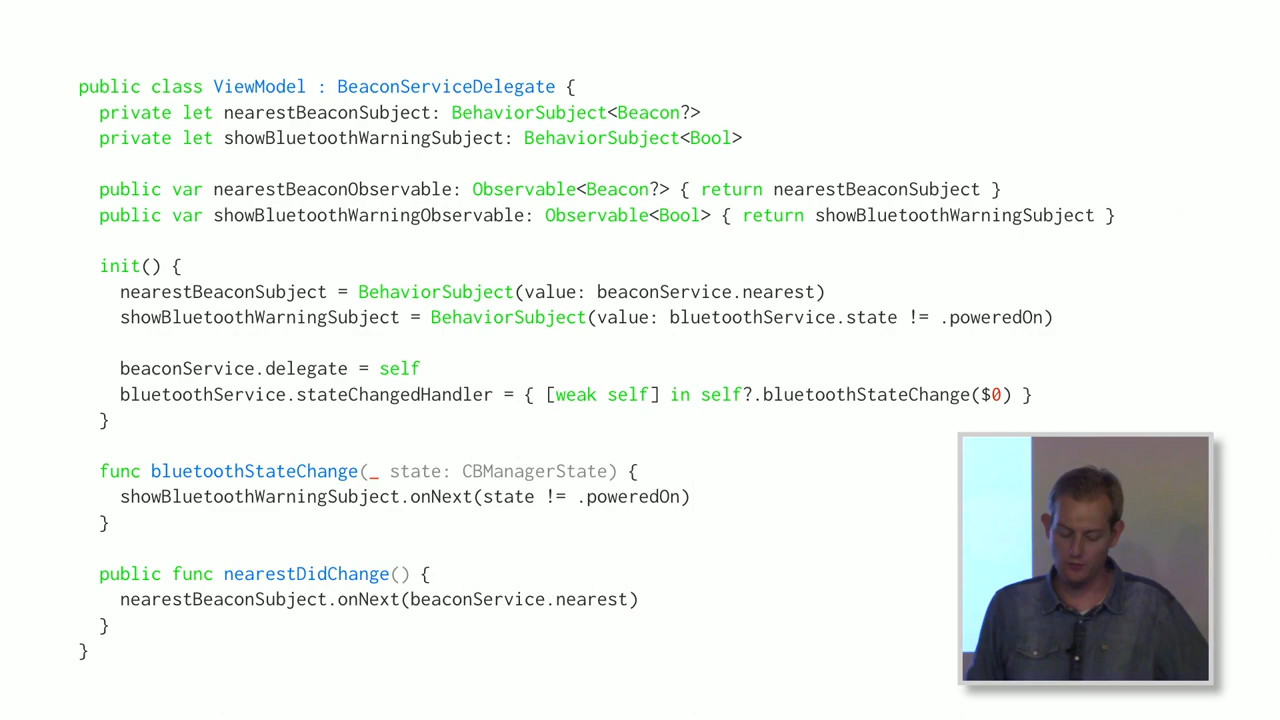 public class ViewModel : BeaconServiceDelegate {
private let nearestBeaconSubject: BehaviorSubject<Beacon?>
private let showBluetoothWarningSubject: BehaviorSubject<Bool>
public var nearestBeaconObservable: Observable<Beacon?> { return nearestBeaconSubject }
public var showBluetoothWarningObservable: Observable<Bool> { return showBluetoothWarningSubject }
init() {
nearestBeaconSubject = BehaviorSubject(value: beaconService.nearest)
showBluetoothWarningSubject = BehaviorSubject(value: bluetoothService.state != .poweredOn)
beaconService.delegate = self
bluetoothService.stateChangedHandler = { [weak self] in self?.bluetoothStateChange($0) }
}
func bluetoothStateChange(_ state: CBManagerState) {
showBluetoothWarningSubject.onNext(state != .poweredOn)
}
public func nearestDidChange() {
nearestBeaconSubject.onNext(beaconService.nearest)
}
}